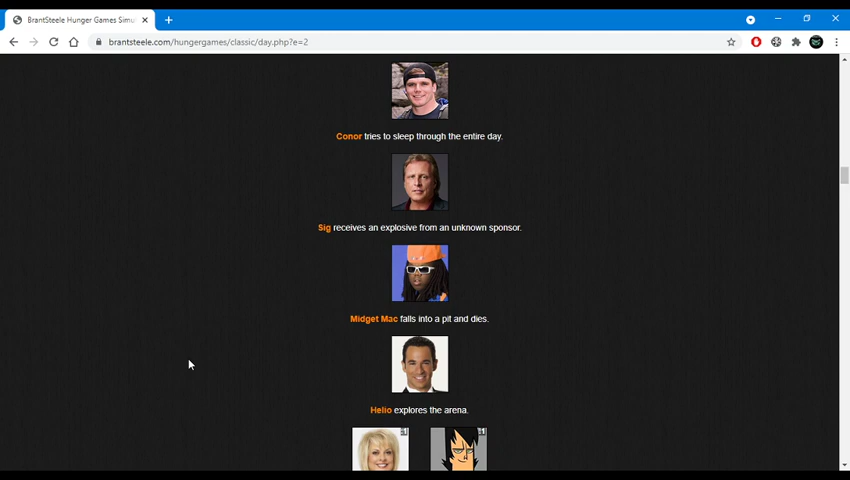 BrantSteele Hunger Games Simu
brantsteele.com/hungergames/classic/day.php?e=2
Conor tries to sleep through the entire day.
Sig receives an explosive from an unknown sponsor.
Midget Mac falls into a pit and dies.
Helio explores the arena.